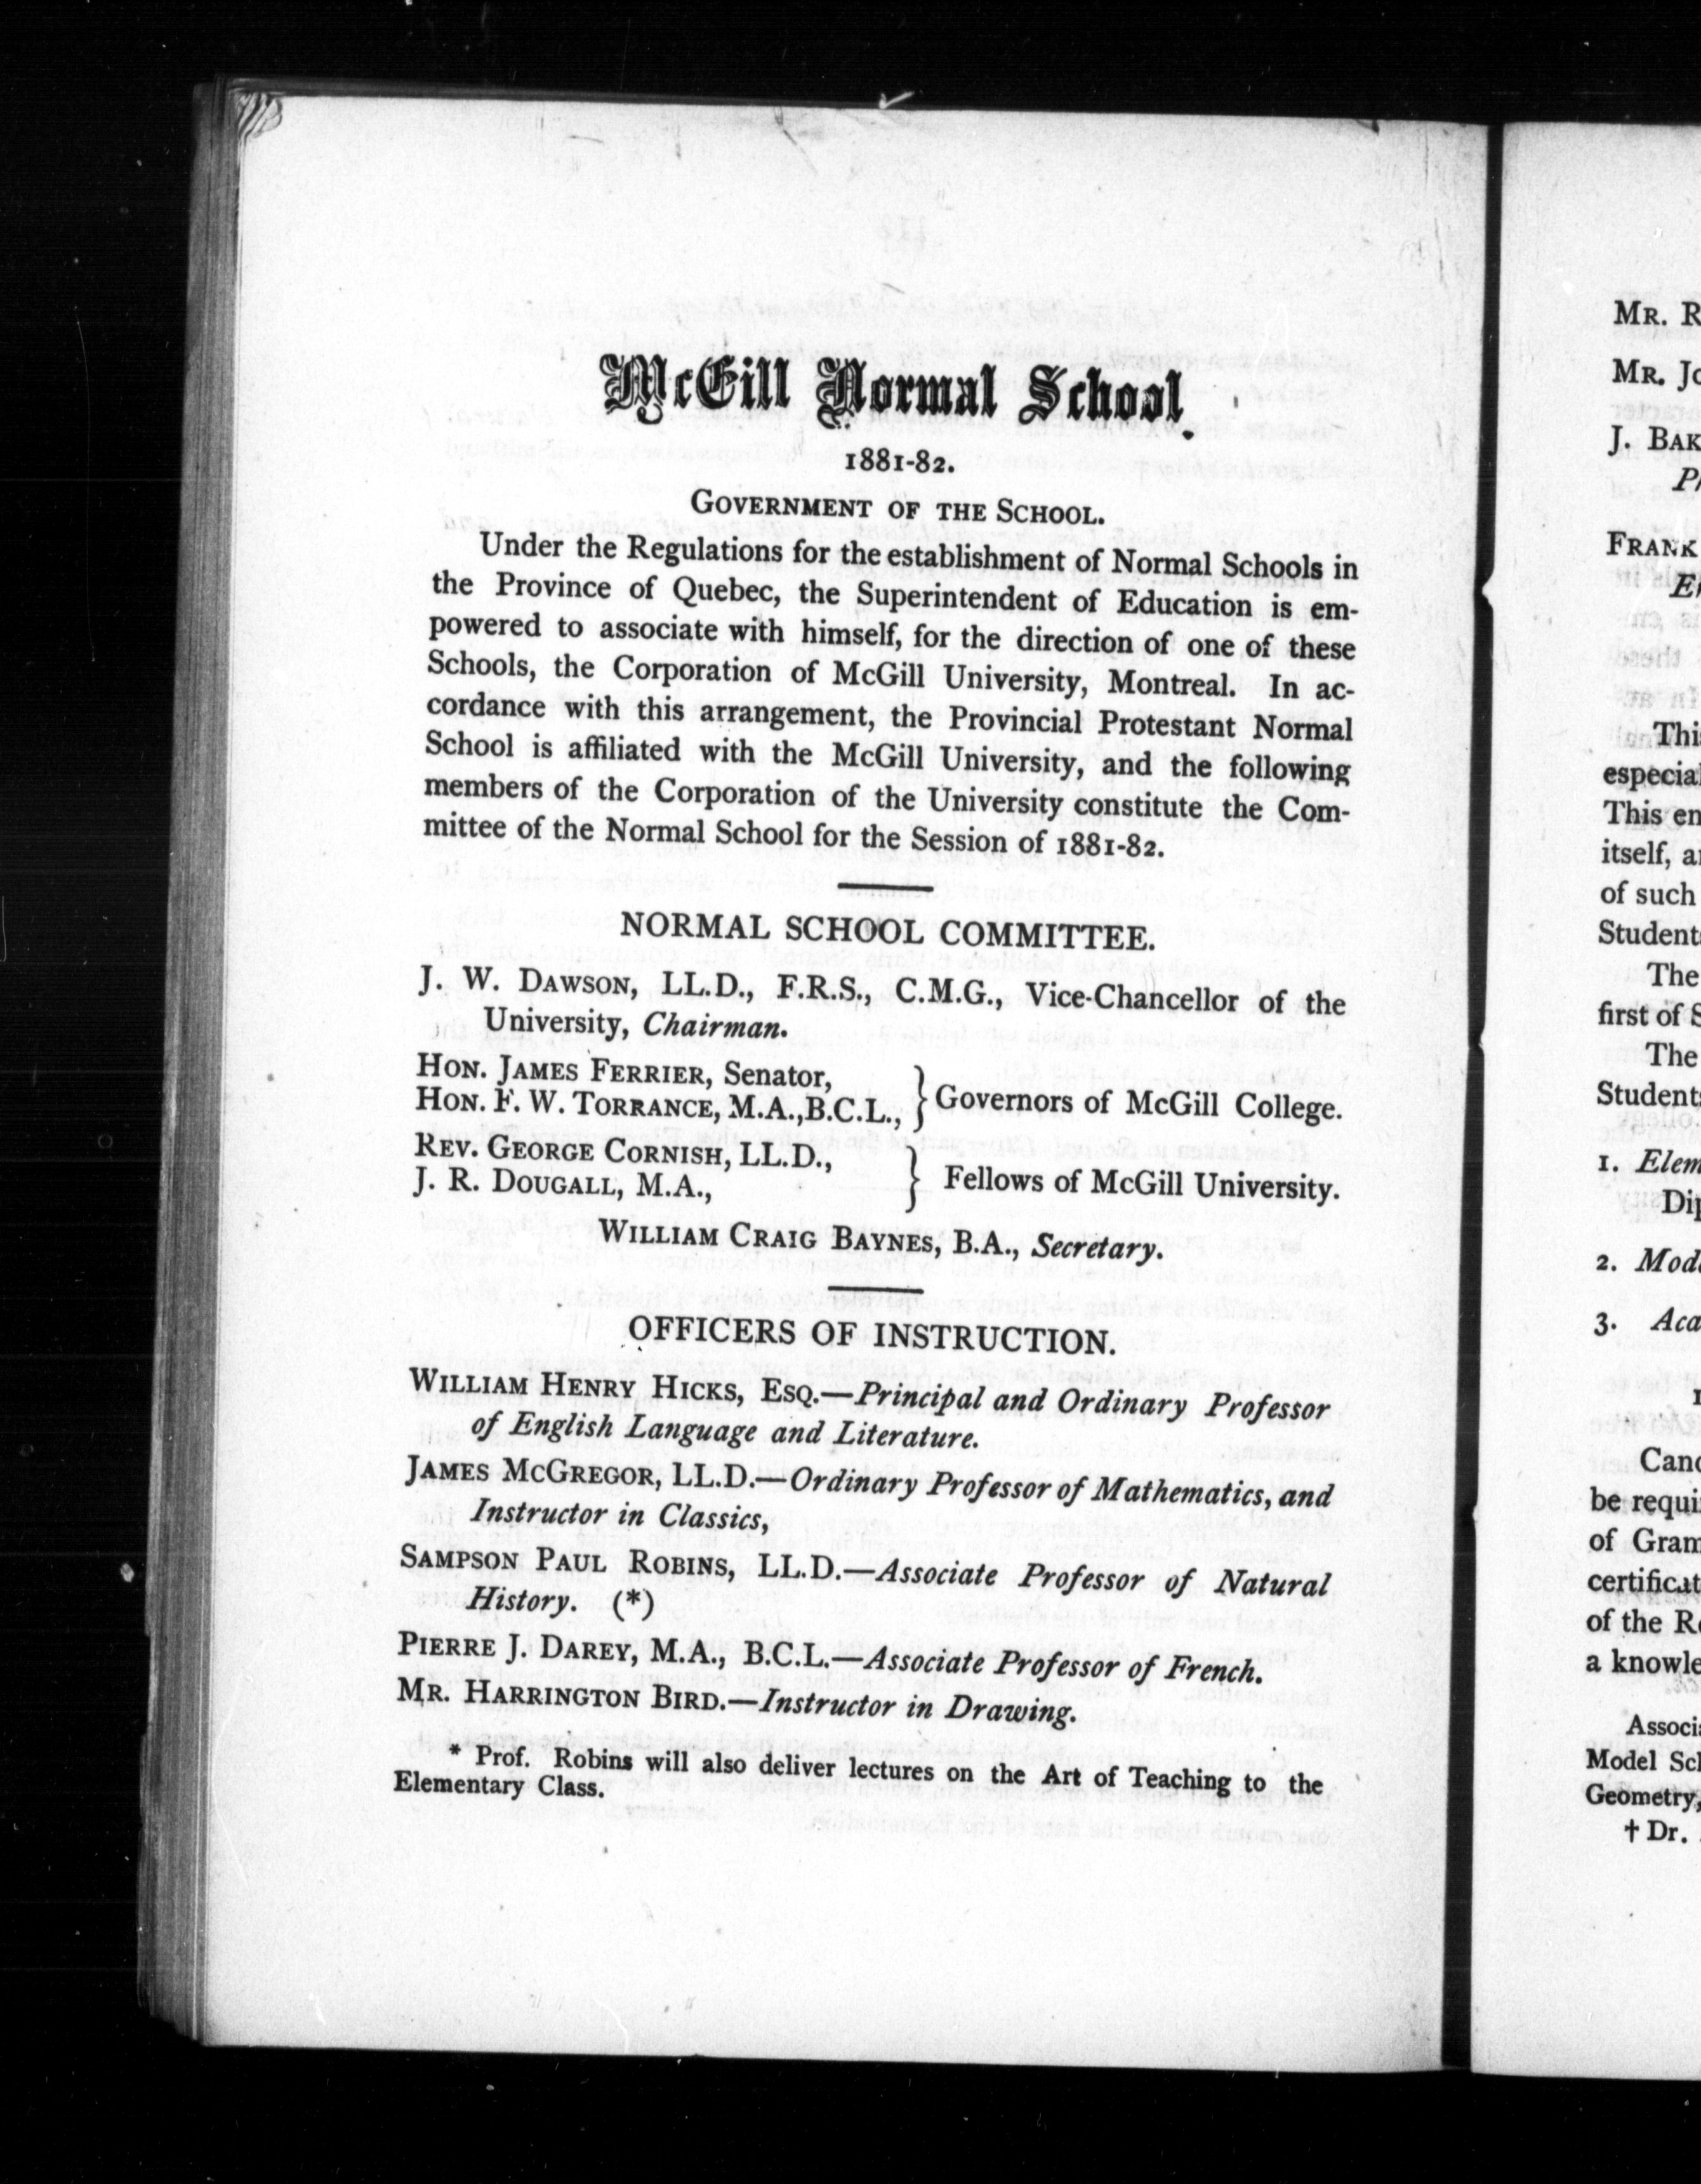 McGill Normal School.
1881-82.
GOVERNMENT OF THE SCHOOL.
Under the Regulations for the establishment of Normal Schools in
the Province of Quebec, the Superintendent of Education is em-
powered to associate with himself, for the direction of one of these
Schools, the Corporation of McGill University, Montreal. In ac-
cordance with this arrangement, the Provincial Protestant Normal
School is affiliated with the McGill University, and the following
members of the Corporation of the University constitute the Com-
mittee of the Normal School for the Session of 1881-82.
NORMAL SCHOOL COMMITTEE.
J. W. DAWSON, LL.D., F.R.S., C.M.G., Vice-Chancellor of the
University, Chairman.
HON. JAMES FERRIER, Senator,
HON. F. W. TORRANCE, M.A.,B.C.L., } Governors of McGill College.
REV. GEORGE CORNISH, LL.D.,
J. R. DOUGALL, M.A., } Fellows of McGill University.
WILLIAM CRAIG BAYNES, B.A., Secretary.
OFFICERS OF INSTRUCTION.
WILLIAM HENRY HICKS, ESQ.—Principal and Ordinary Professor
of English Language and Literature.
JAMES MCGREGOR, LL.D.—Ordinary Professor of Mathematics, and
Instructor in Classics,
SAMPSON PAUL ROBINS, LL.D.—Associate Professor of Natural
History. (*)
PIERRE J. DAREY, M.A., B.C.L.—Associate Professor of French.
MR. HARRINGTON BIRD.—Instructor in Drawing.
* Prof. Robins will also deliver lectures on the Art of Teaching to the
Elementary Class.
MR. R
MR. JO
J. BAK
FRANK
This
especial
This en
itself, a
of such
Students
The
first of S
The
Students
1. Elem
Dip
2. Mode
3. Aca
Cand
be requi
of Gram
certificat
of the Re
a knowle
Associa
Model Sch
Geometry,
† Dr.